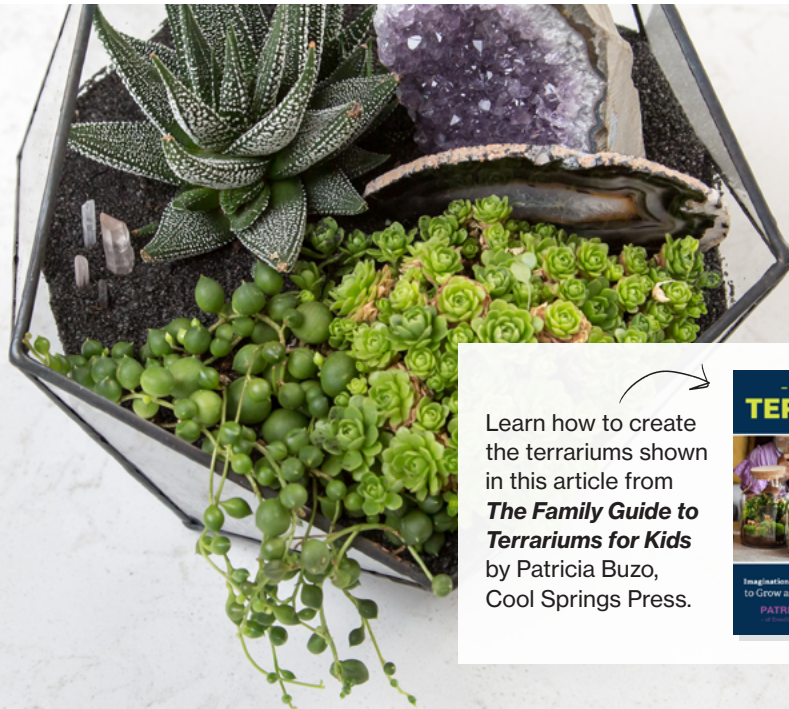 Learn how to create
the terrariums shown
in this article from
The Family Guide to
Terrariums for Kids
by Patricia Buzo,
Cool Springs Press.
TER
Imagination
to Grow a
PATRI